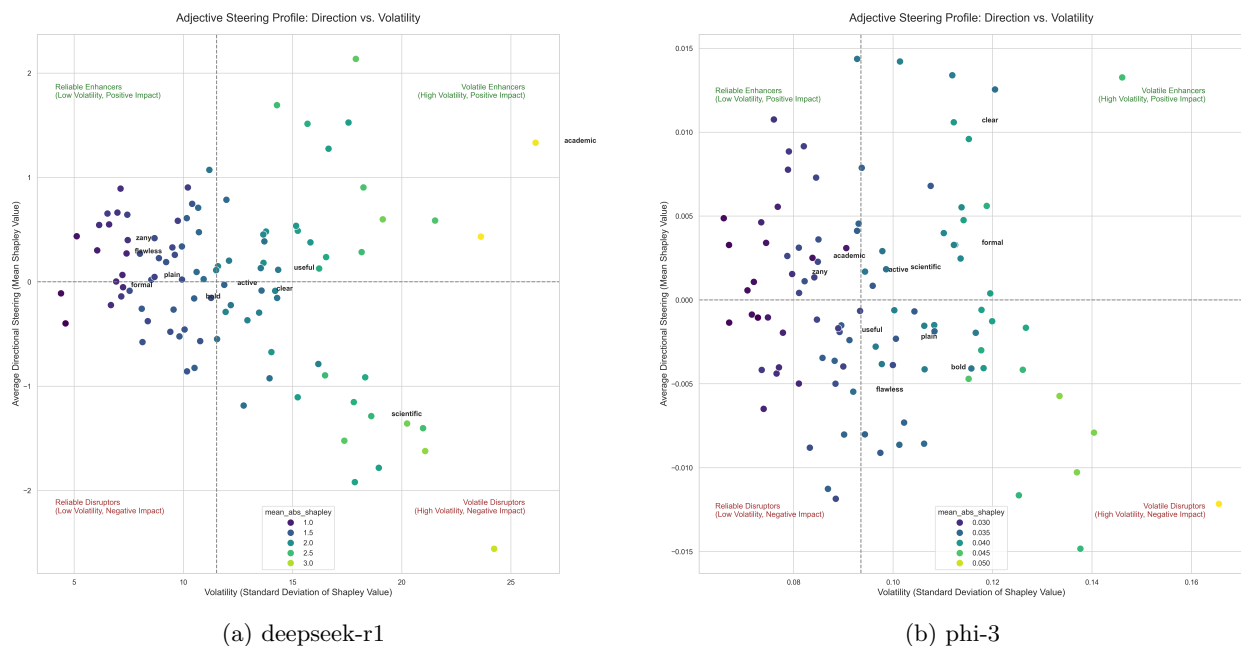 Adjective Steering Profile: Direction vs. Volatility
Reliable Enhancers
(Low Volatility, Positive Impact)
Volatile Enhancers
(High Volatility, Positive Impact)
academic
zany
flawless
plain
useful
formal
active
clear
bold
scientific
Reliable Disruptors
(Low Volatility, Negative Impact)
Volatile Disruptors
(High Volatility, Negative Impact)
mean_abs_shapley
1.0
1.5
2.0
2.5
3.0
2
1
0
−1
−2
Average Directional Steering (Mean Shapley Value)
5
10
15
20
25
Volatility (Standard Deviation of Shapley Value)
(a) deepseek-r1
Adjective Steering Profile: Direction vs. Volatility
Reliable Enhancers
(Low Volatility, Positive Impact)
Volatile Enhancers
(High Volatility, Positive Impact)
clear
formal
academic
zany
active
scientific
useful
plain
bold
flawless
Reliable Disruptors
(Low Volatility, Negative Impact)
Volatile Disruptors
(High Volatility, Negative Impact)
mean_abs_shapley
0.030
0.035
0.040
0.045
0.050
0.015
0.010
0.005
0.000
−0.005
−0.010
−0.015
Average Directional Steering (Mean Shapley Value)
0.08
0.10
0.12
0.14
0.16
Volatility (Standard Deviation of Shapley Value)
(b) phi-3